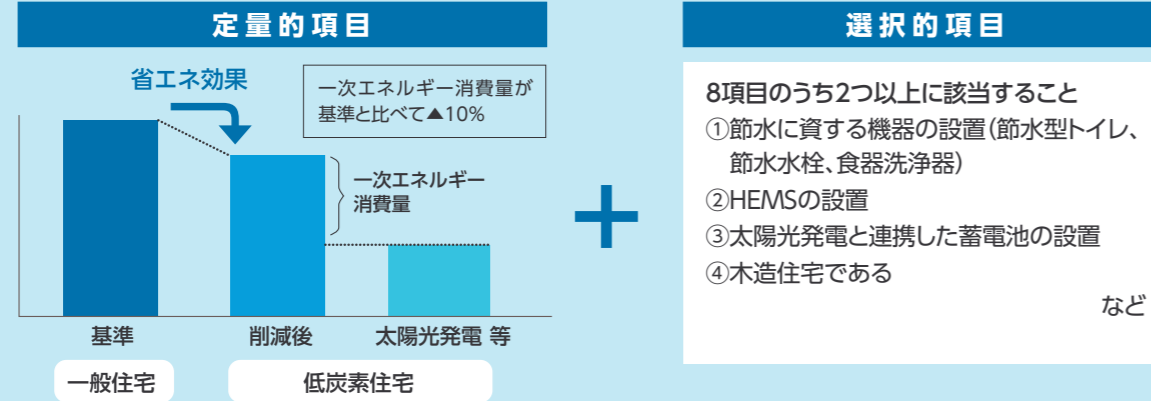 定量的項目
省エネ効果
一次エネルギー消費量が
基準と比べて▲10%
一次エネルギー
消費量
基準
削減後
太陽光発電 等
一般住宅
低炭素住宅
+
選択的項目
8項目のうち2つ以上に該当すること
①節水に資する機器の設置(節水型トイレ、
節水水栓、食器洗浄器)
②HEMSの設置
③太陽光発電と連携した蓄電池の設置
④木造住宅である
など